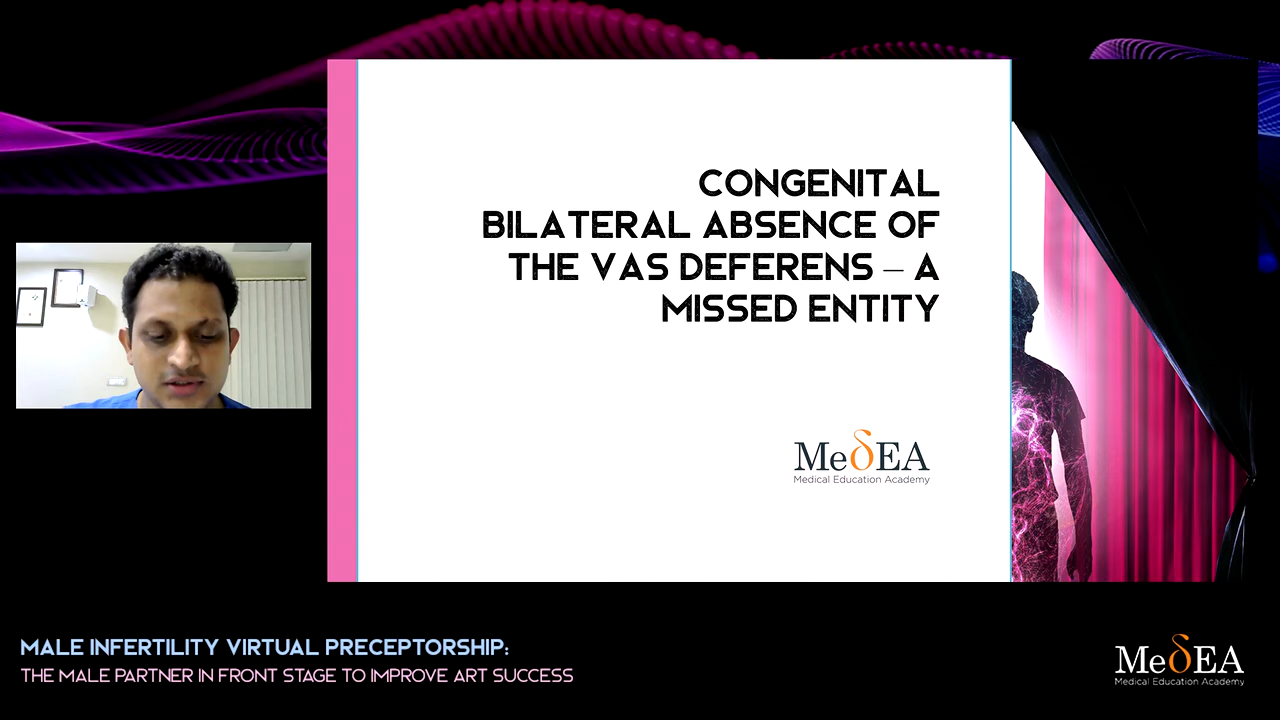 CONGENITAL
BILATERAL ABSENCE OF
THE VAS DEFERENS – A
MISSED ENTITY
MeδEA
Medical Education Academy
MALE INFERTILITY VIRTUAL PRECEPTORSHIP:
THE MALE PARTNER IN FRONT STAGE TO IMPROVE ART SUCCESS
MeδEA
Medical Education Academy